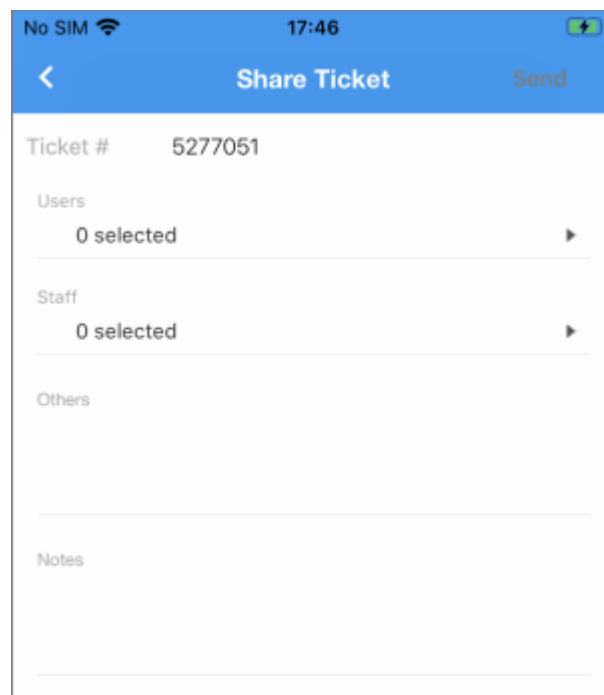 No SIM 17:46
Share Ticket Send
Ticket # 5277051
Users
0 selected
Staff
0 selected
Others
Notes